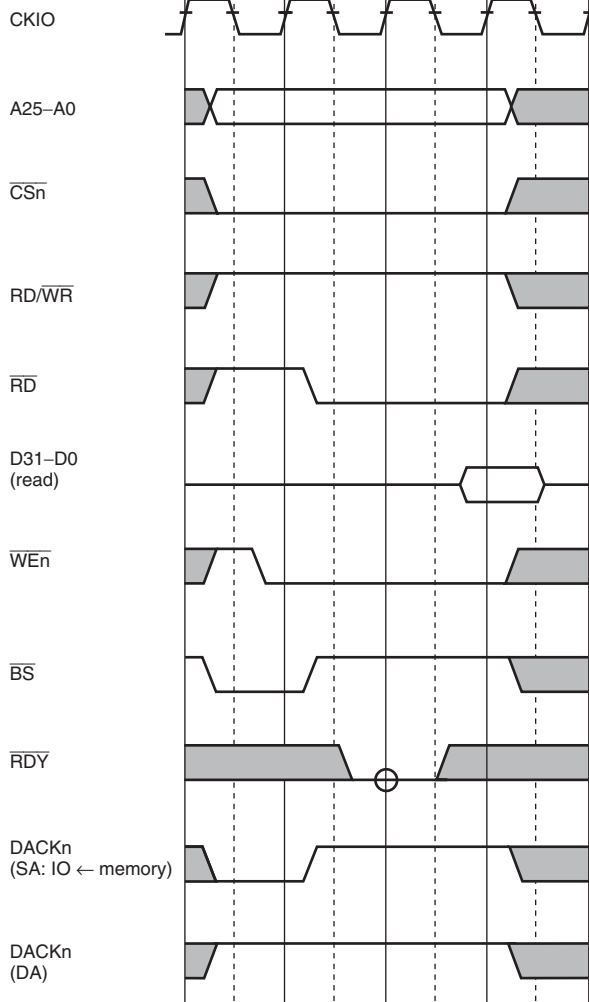 CKIO
A25–A0
CSn
RD/WR
RD
D31–D0
(read)
WEn
BS
RDY
DACKn
(SA: IO ← memory)
DACKn
(DA)